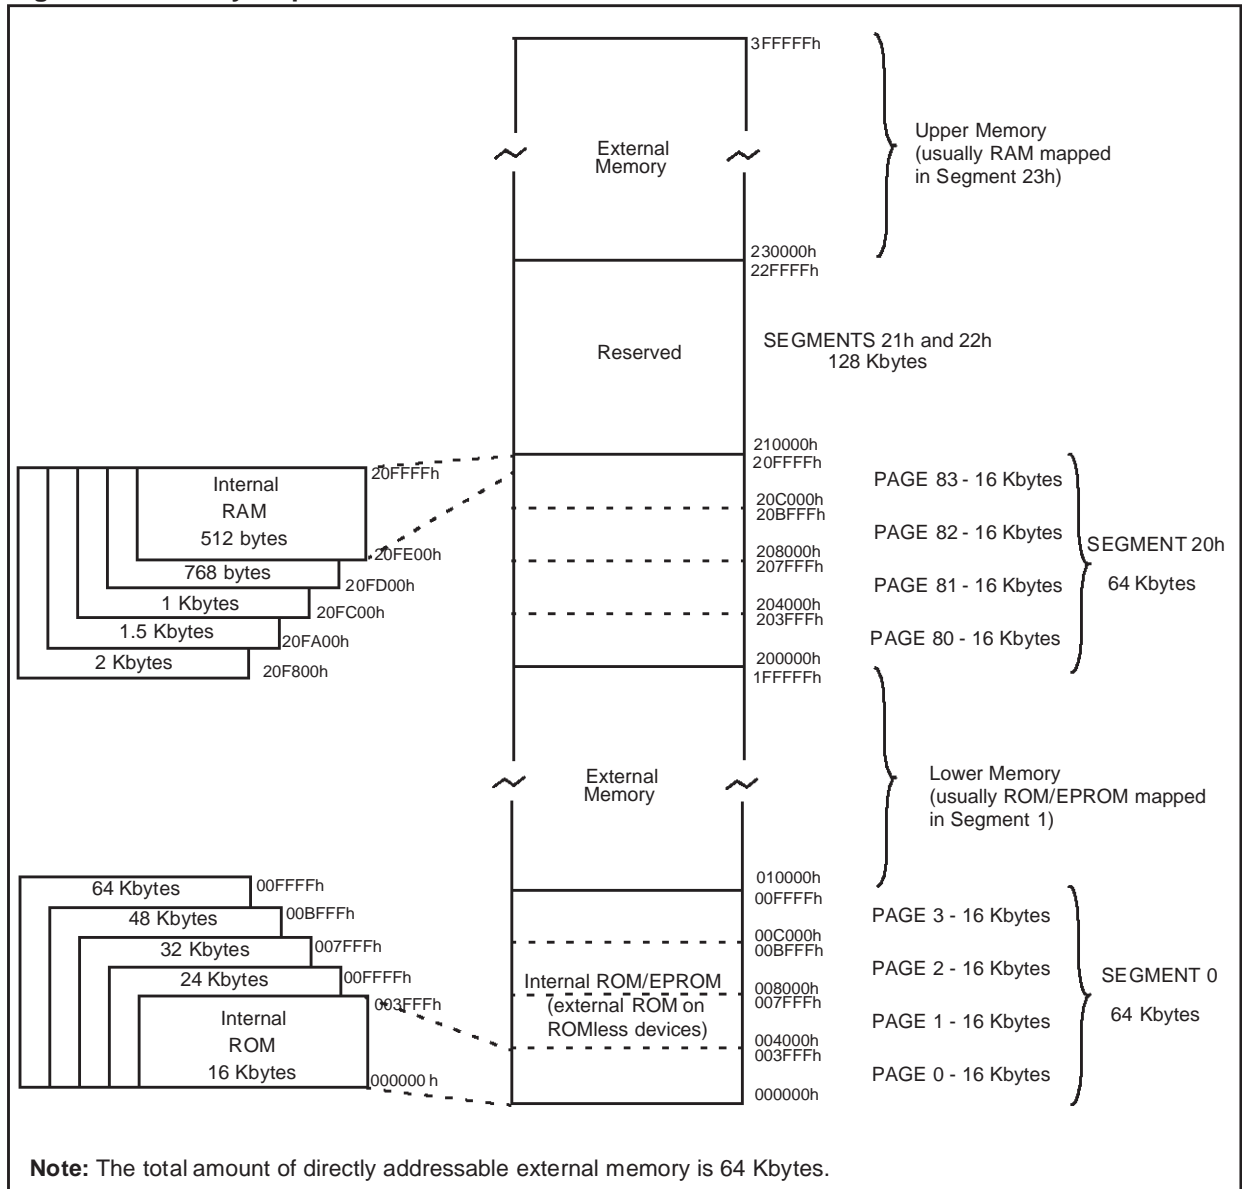 3FFFFFh
External
Memory
Upper Memory
(usually RAM mapped
in Segment 23h)
230000h
22FFFFh
Reserved
SEGMENTS 21h and 22h
128 Kbytes
210000h
20FFFFh
20C000h
20BFFFh
208000h
207FFFh
204000h
203FFFh
200000h
1FFFFFh
PAGE 83 - 16 Kbytes
PAGE 82 - 16 Kbytes
PAGE 81 - 16 Kbytes
PAGE 80 - 16 Kbytes
SEGMENT 20h
64 Kbytes
Internal
RAM
512 bytes
20FFFFh
20FE00h
768 bytes
20FD00h
1 Kbytes
20FC00h
1.5 Kbytes
20FA00h
2 Kbytes
20F800h
External
Memory
Lower Memory
(usually ROM/EPROM mapped
in Segment 1)
010000h
00FFFFh
00C000h
00BFFFh
008000h
007FFFh
004000h
003FFFh
000000h
Internal ROM/EPROM
(external ROM on
ROMless devices)
PAGE 3 - 16 Kbytes
PAGE 2 - 16 Kbytes
PAGE 1 - 16 Kbytes
PAGE 0 - 16 Kbytes
SEGMENT 0
64 Kbytes
64 Kbytes
00FFFFh
48 Kbytes
00BFFFh
32 Kbytes
007FFFh
24 Kbytes
00FFFFh
003FFFh
Internal
ROM
16 Kbytes
000000 h
Note: The total amount of directly addressable external memory is 64 Kbytes.